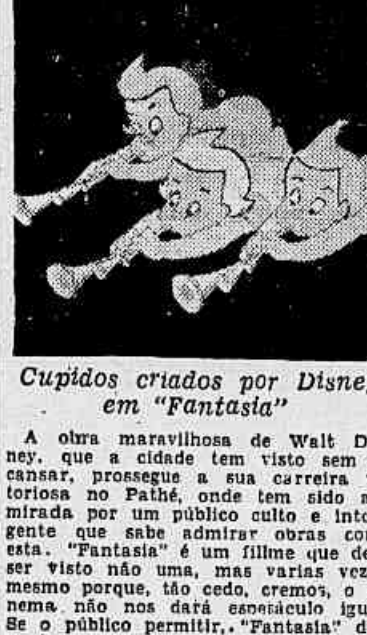 Cupidos criados por Disne
em "Fantasia"
A obra maravilhosa de Walt D
ney, que a cidade tem visto sem
cansar, prossegue a sua carreira
toriosa no Pathé, onde tem sido a
mirada por um público culto e inte
gente que sabe admirar obras co
esta. "Fantasia" é um fillme que de
ser visto não uma, mas varias vez
mesmo porque, tão cedo, cremos, o
nema não nos dará espetáculo igu
Se o público permitir, "Fantasia" d